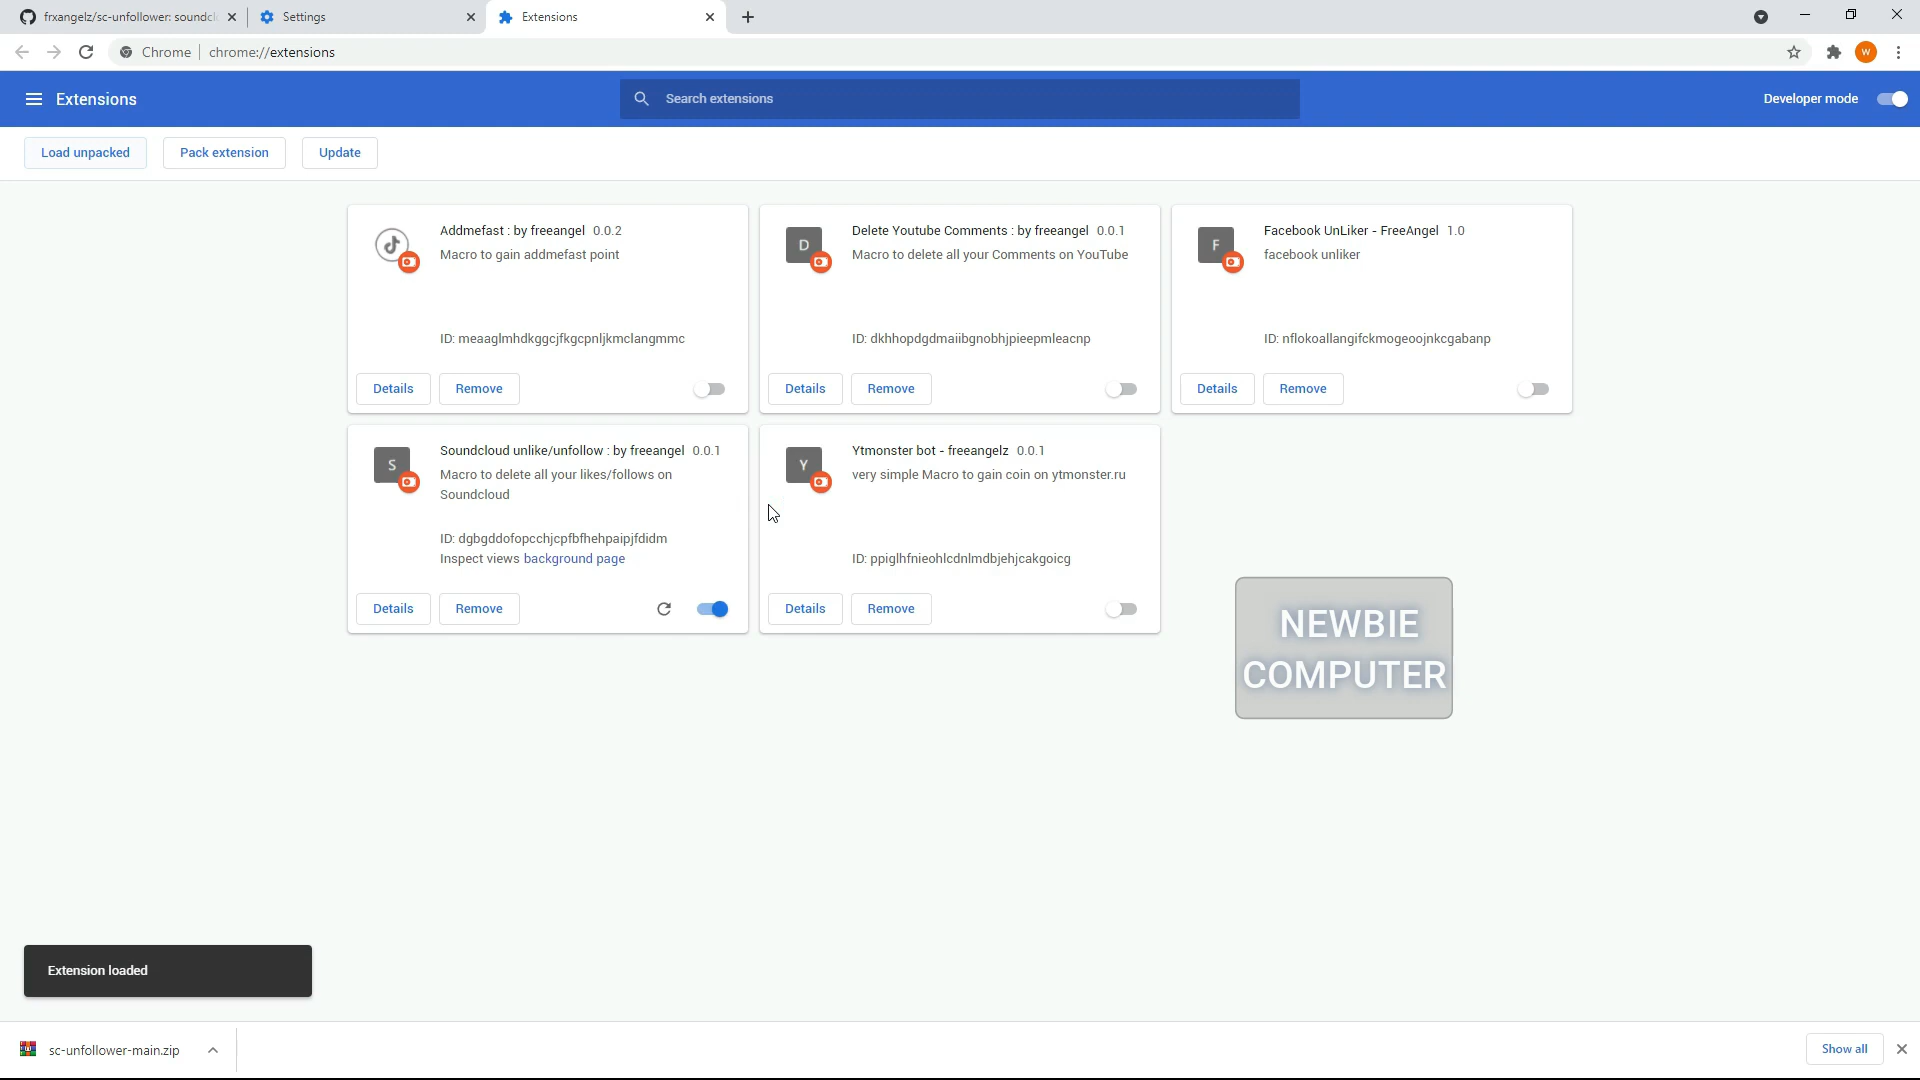 frxangelz/sc-unfollower: soundcl
Settings
Extensions
Chrome
chrome://extensions
W
Extensions
Search extensions
Developer mode
Load unpacked
Pack extension
Update
Addmefast : by freeangel 0.0.2
Macro to gain addmefast point
ID: meaaglmhdkggcjfkgcpnljkmclangmmc
Details
Remove
D
Delete Youtube Comments : by freeangel 0.0.1
Macro to delete all your Comments on YouTube
ID: dkhhopdgdmaiibgnobhjpieepmleacnp
Details
Remove
F
Facebook UnLiker - FreeAngel 1.0
facebook unliker
ID: nflokoallangifckmogeoojnkcgabanp
Details
Remove
S
Soundcloud unlike/unfollow : by freeangel 0.0.1
Macro to delete all your likes/follows on
Soundcloud
ID: dgbgddofopcchjcpfbfhehpaipjfdidm
Inspect views background page
Details
Remove
Y
Ytmonster bot - freeangelz 0.0.1
very simple Macro to gain coin on ytmonster.ru
ID: ppiglhfnieohlcdnlmdbjehjcakgoicg
Details
Remove
NEWBIE
COMPUTER
Extension loaded
sc-unfollower-main.zip
Show all